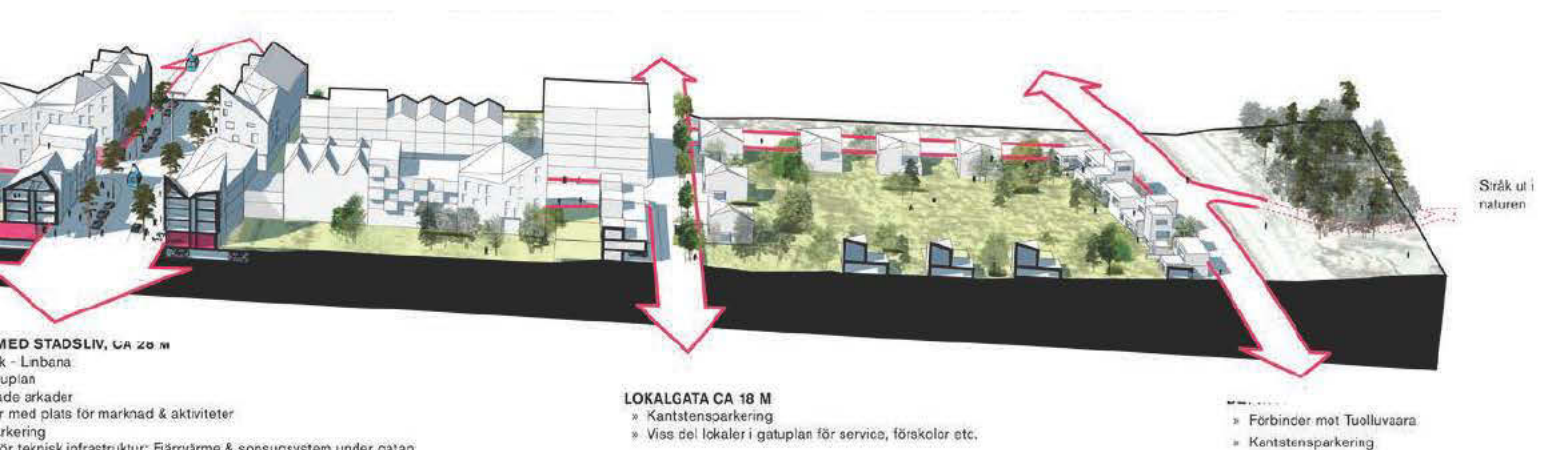 Stråk ut i
naturen
MED STADSLIV, CA 28 M
k - Linbana
uplan
ade arkader
r med plats för marknad & aktiviteter
rkering
ör teknisk infrastruktur: Fjärrvärme & sopsugsystem under gatan
LOKALGATA CA 18 M
» Kantstensparkering
» Viss del lokaler i gatuplan för service, förskolor etc.
» Förbinder mot Tuolluvaara
» Kantstensparkering